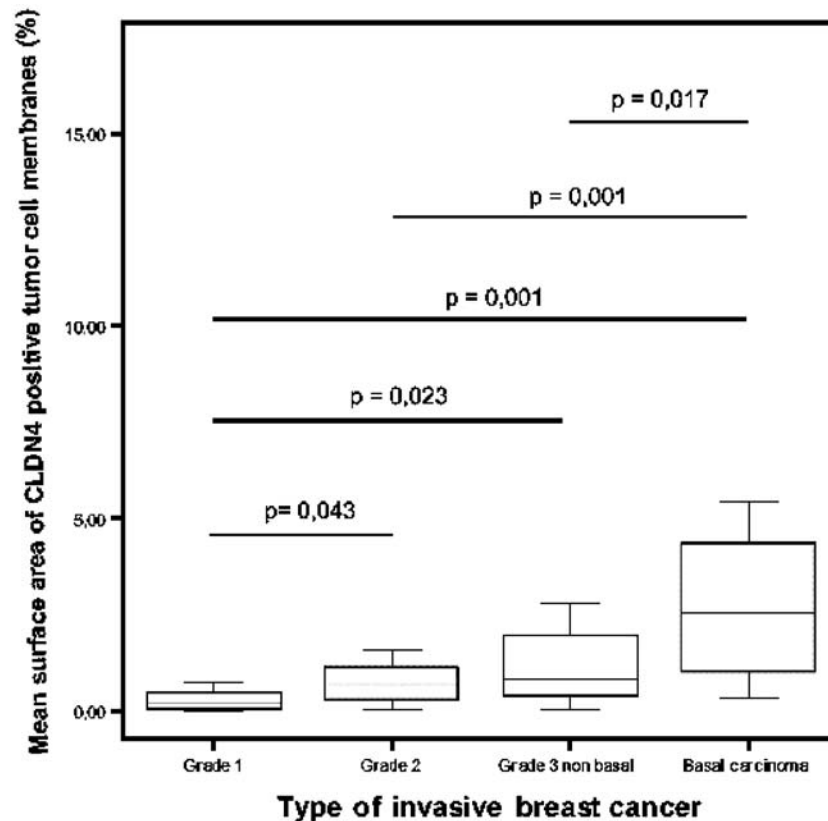 Mean surface area of CLDN4 positive tumor cell membranes (%)
15,00
10,00
5,00
0,00
p = 0,017
p = 0,001
p = 0,001
p = 0,023
p= 0,043
Grade 1
Grade 2
Grade 3 non basal
Basal carcinoma
Type of invasive breast cancer